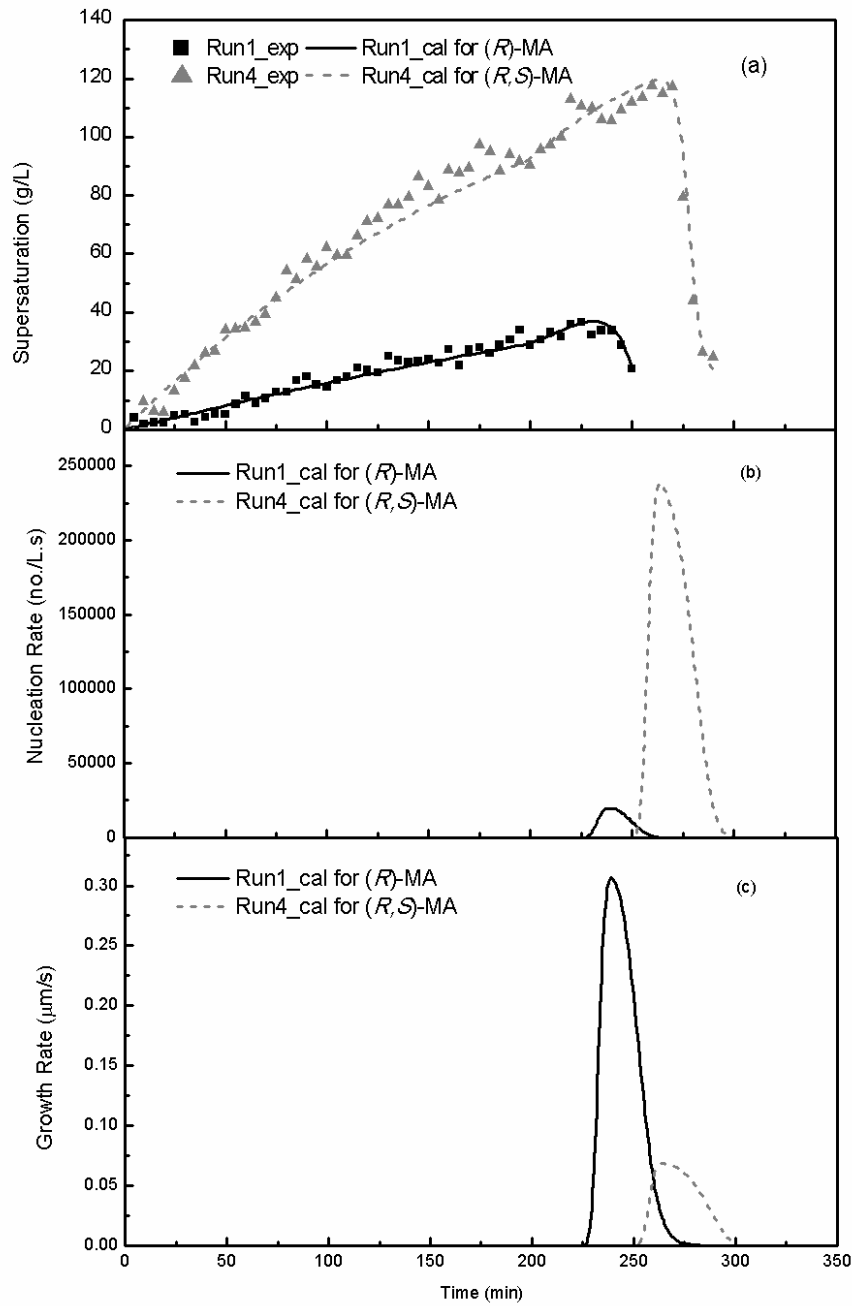 140
120
100
80
60
40
20
0
Supersaturation (g/L)
Run1_exp Run1_cal for (R)-MA
Run4_exp Run4_cal for (R,S)-MA
(a)
250000
200000
150000
100000
50000
0
Nucleation Rate (no./L.s)
Run1_cal for (R)-MA
Run4_cal for (R,S)-MA
(b)
0.30
0.25
0.20
0.15
0.10
0.05
0.00
Growth Rate (μm/s)
Run1_cal for (R)-MA
Run4_cal for (R,S)-MA
(c)
0 50 100 150 200 250 300 350
Time (min)